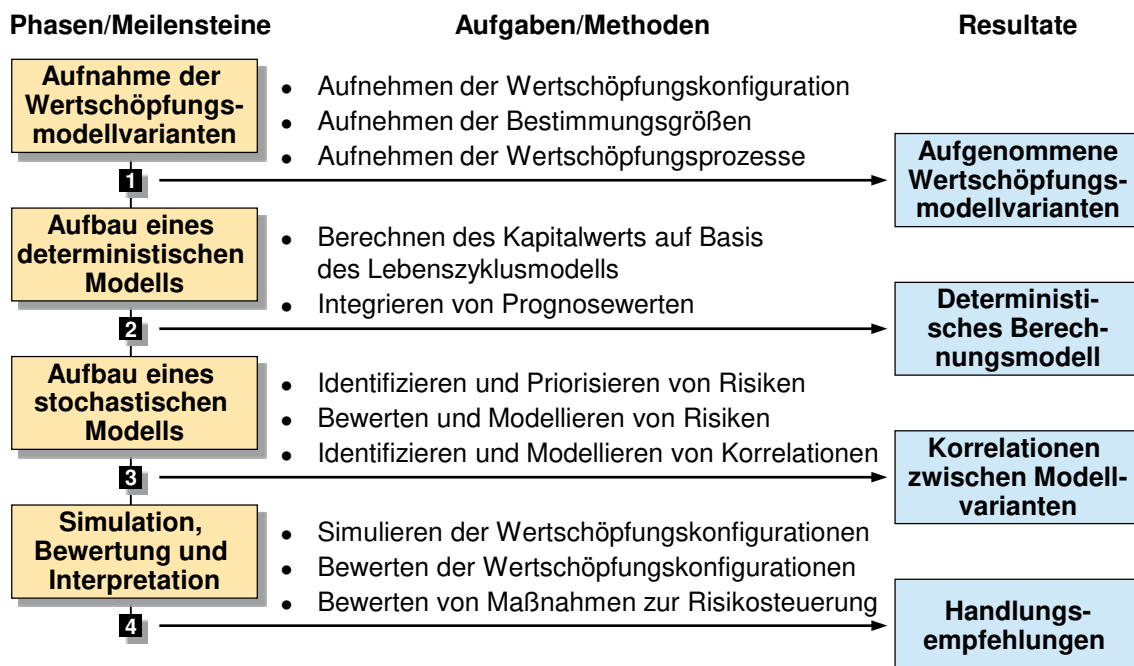 Phasen/Meilensteine
Aufgaben/Methoden
Resultate
Aufnahme der
Wertschöpfungs-
modellvarianten
• Aufnehmen der Wertschöpfungskonfiguration
• Aufnehmen der Bestimmungsgrößen
• Aufnehmen der Wertschöpfungsprozesse
1
Aufgenommene
Wertschöpfungs-
modellvarianten
Aufbau eines
deterministischen
Modells
• Berechnen des Kapitalwerts auf Basis
des Lebenszyklusmodells
• Integrieren von Prognosewerten
2
Deterministi-
sches Berech-
nungsmodell
Aufbau eines
stochastischen
Modells
• Identifizieren und Priorisieren von Risiken
• Bewerten und Modellieren von Risiken
• Identifizieren und Modellieren von Korrelationen
3
Korrelationen
zwischen Modell-
varianten
Simulation,
Bewertung und
Interpretation
• Simulieren der Wertschöpfungskonfigurationen
• Bewerten der Wertschöpfungskonfigurationen
• Bewerten von Maßnahmen zur Risikosteuerung
4
Handlungs-
empfehlungen